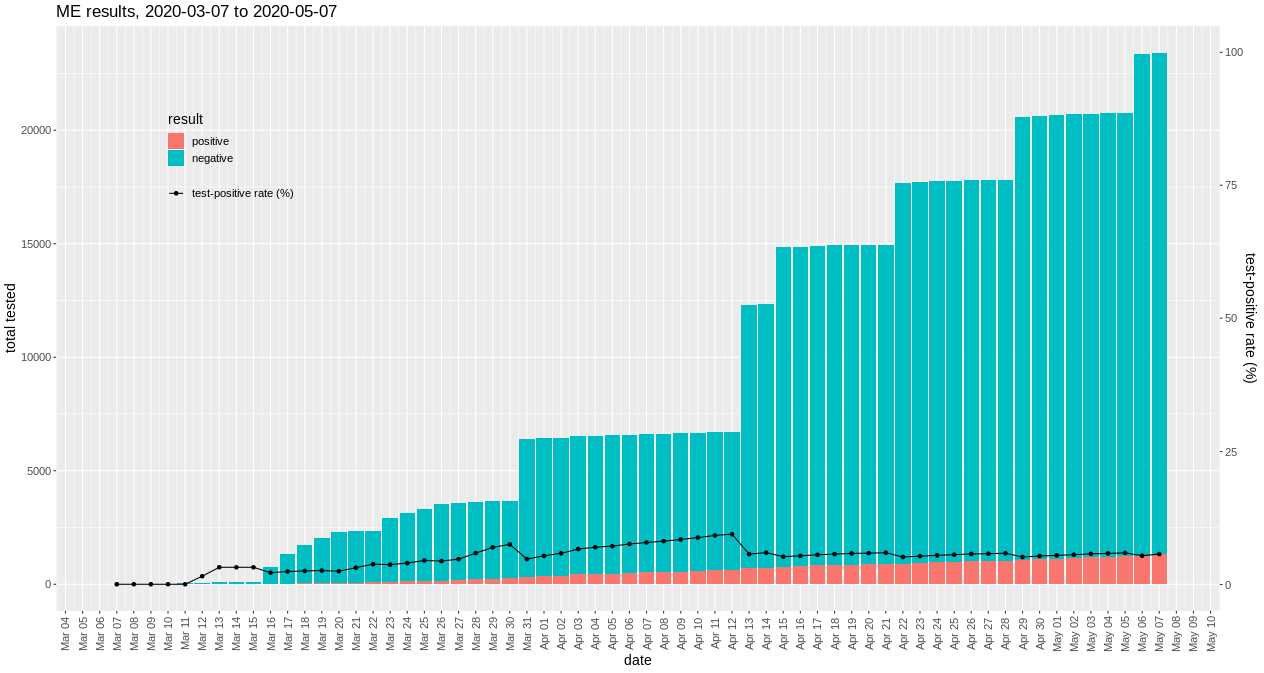 ME results, 2020-03-07 to 2020-05-07
result
positive
negative
test-positive rate (%)
total tested
20000
15000
10000
5000
0
test-positive rate (%)
100
75
50
25
0
Mar 04
Mar 05
Mar 06
Mar 07
Mar 08
Mar 09
Mar 10
Mar 11
Mar 12
Mar 13
Mar 14
Mar 15
Mar 16
Mar 17
Mar 18
Mar 19
Mar 20
Mar 21
Mar 22
Mar 23
Mar 24
Mar 25
Mar 26
Mar 27
Mar 28
Mar 29
Mar 30
Mar 31
Apr 01
Apr 02
Apr 03
Apr 04
Apr 05
Apr 06
Apr 07
Apr 08
Apr 09
Apr 10
Apr 11
Apr 12
Apr 13
Apr 14
Apr 15
Apr 16
Apr 17
Apr 18
Apr 19
Apr 20
Apr 21
Apr 22
Apr 23
Apr 24
Apr 25
Apr 26
Apr 27
Apr 28
Apr 29
Apr 30
May 01
May 02
May 03
May 04
May 05
May 06
May 07
May 08
May 09
May 10
date